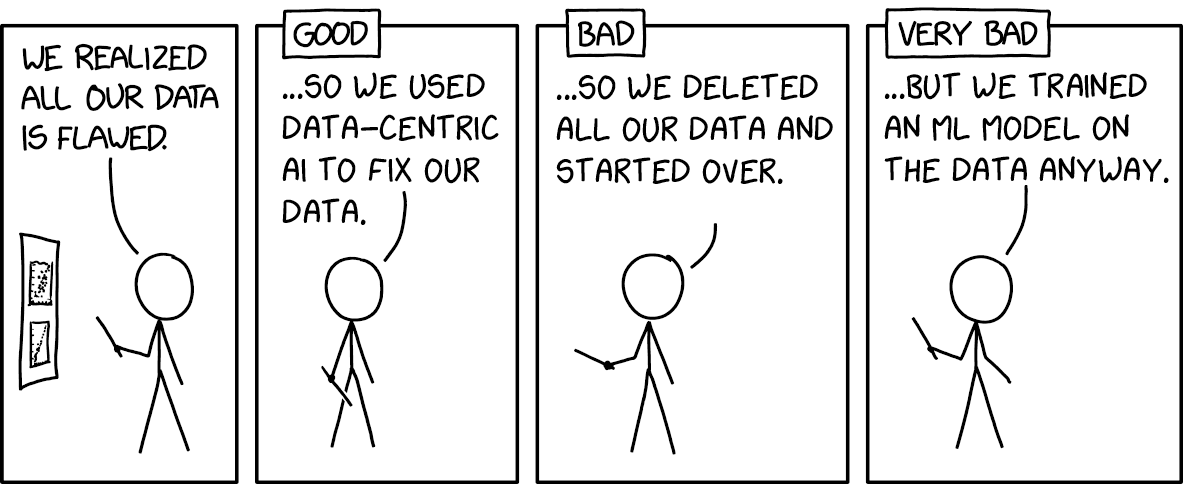 WE REALIZED
ALL OUR DATA
IS FLAWED.
GOOD
...SO WE USED
DATA-CENTRIC
AI TO FIX OUR
DATA.
BAD
...SO WE DELETED
ALL OUR DATA AND
STARTED OVER.
VERY BAD
...BUT WE TRAINED
AN ML MODEL ON
THE DATA ANYWAY.